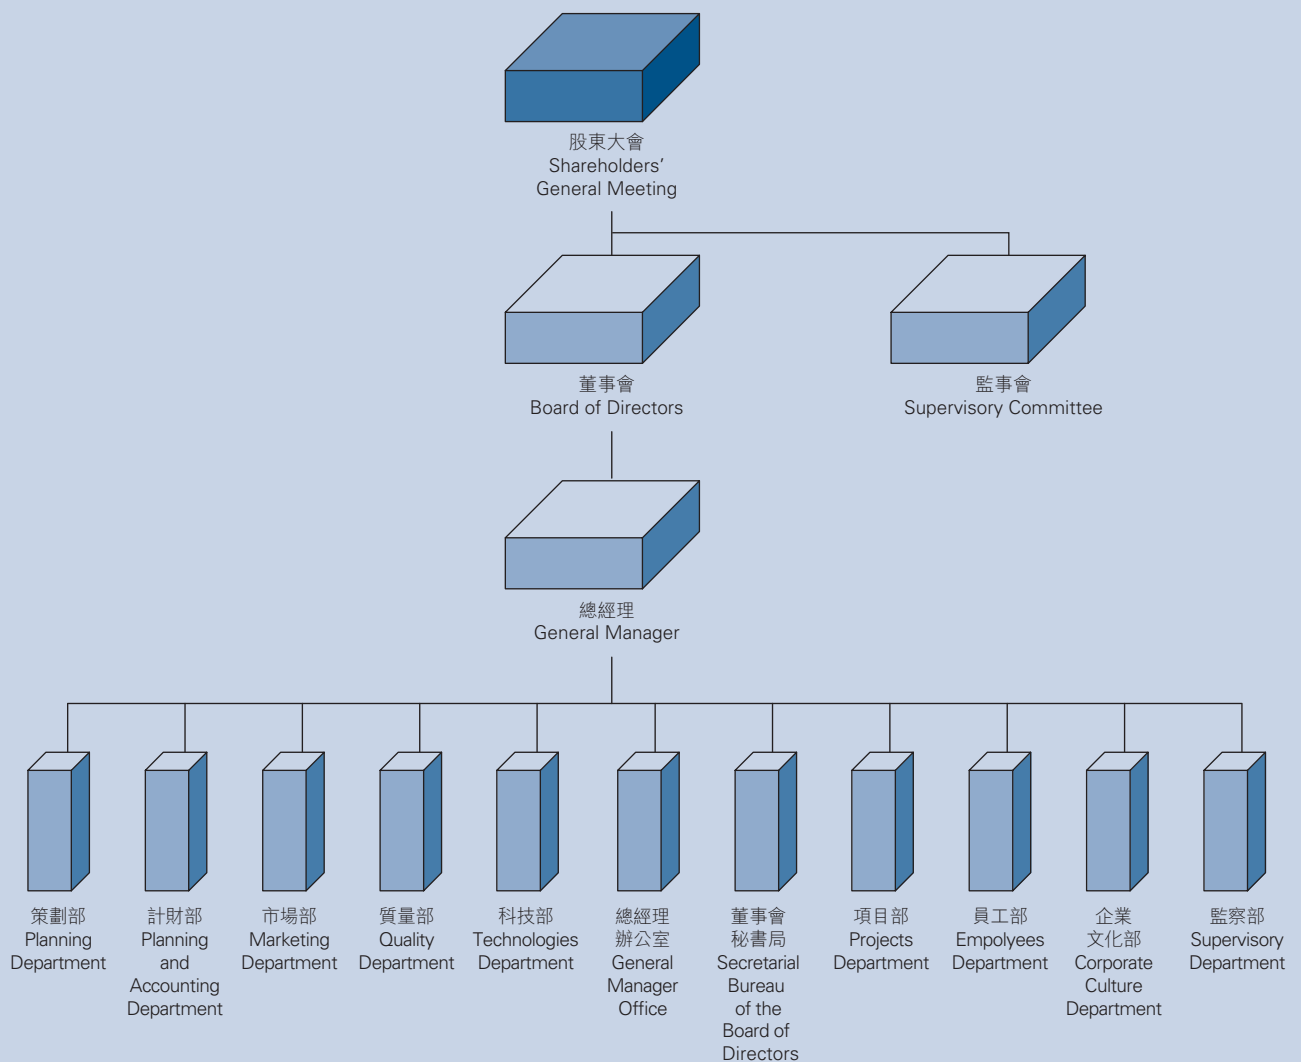 股東大會
Shareholders’
General Meeting
董事會
Board of Directors
監事會
Supervisory Committee
總經理
General Manager
策劃部
Planning
Department
計財部
Planning
and
Accounting
Department
市場部
Marketing
Department
質量部
Quality
Department
科技部
Technologies
Department
總經理
辦公室
General
Manager
Office
董事會
秘書局
Secretarial
Bureau
of the
Board of
Directors
項目部
Projects
Department
員工部
Empolyees
Department
企業
文化部
Corporate
Culture
Department
監察部
Supervisory
Department